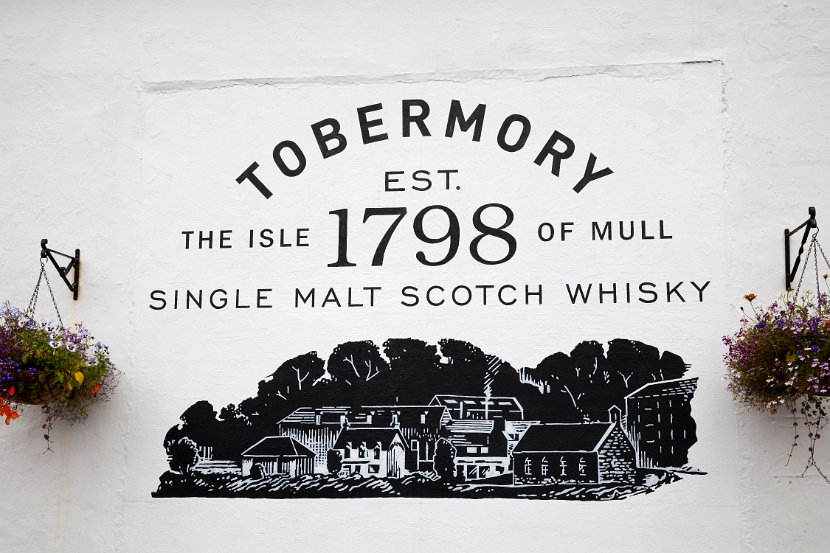 TOBERMORY
EST.
THE ISLE 1798 OF MULL
SINGLE MALT SCOTCH WHISKY